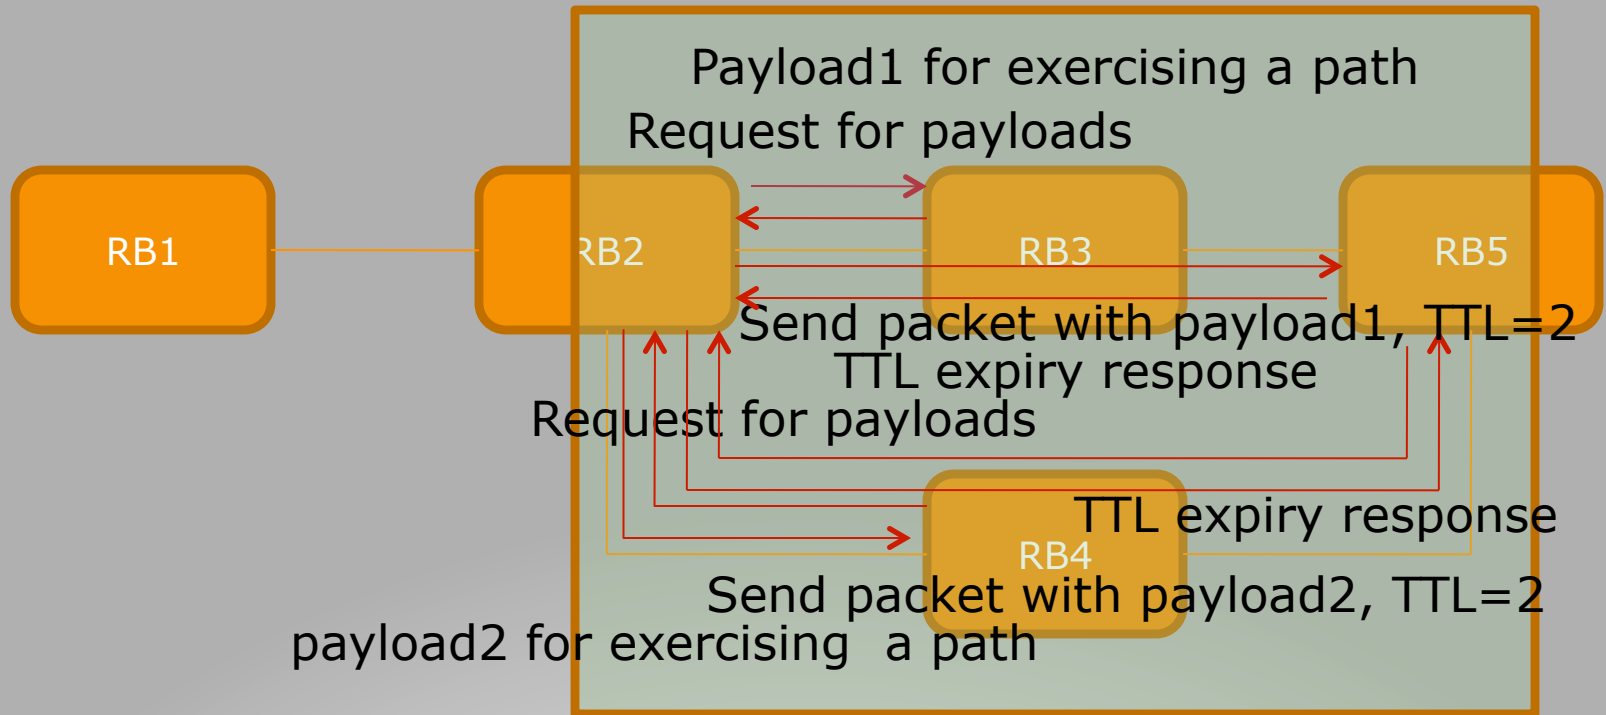 Payload1 for exercising a path
Request for payloads
RB1
RB2
RB3
RB5
Send packet with payload1, TTL=2
TTL expiry response
Request for payloads
TTL expiry response
RB4
Send packet with payload2, TTL=2
payload2 for exercising  a path